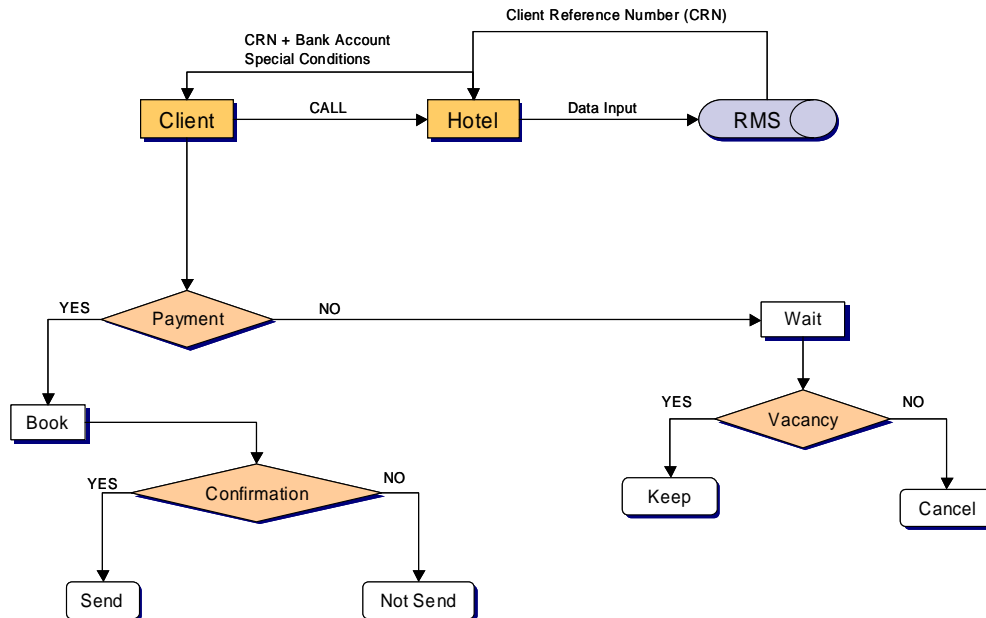 Client Reference Number (CRN)
CRN + Bank Account
Special Conditions
Client
CALL
Hotel
Data Input
RMS
YES
Payment
NO
Wait
Book
YES
Vacancy
NO
YES
Confirmation
NO
Keep
Cancel
Send
Not Send